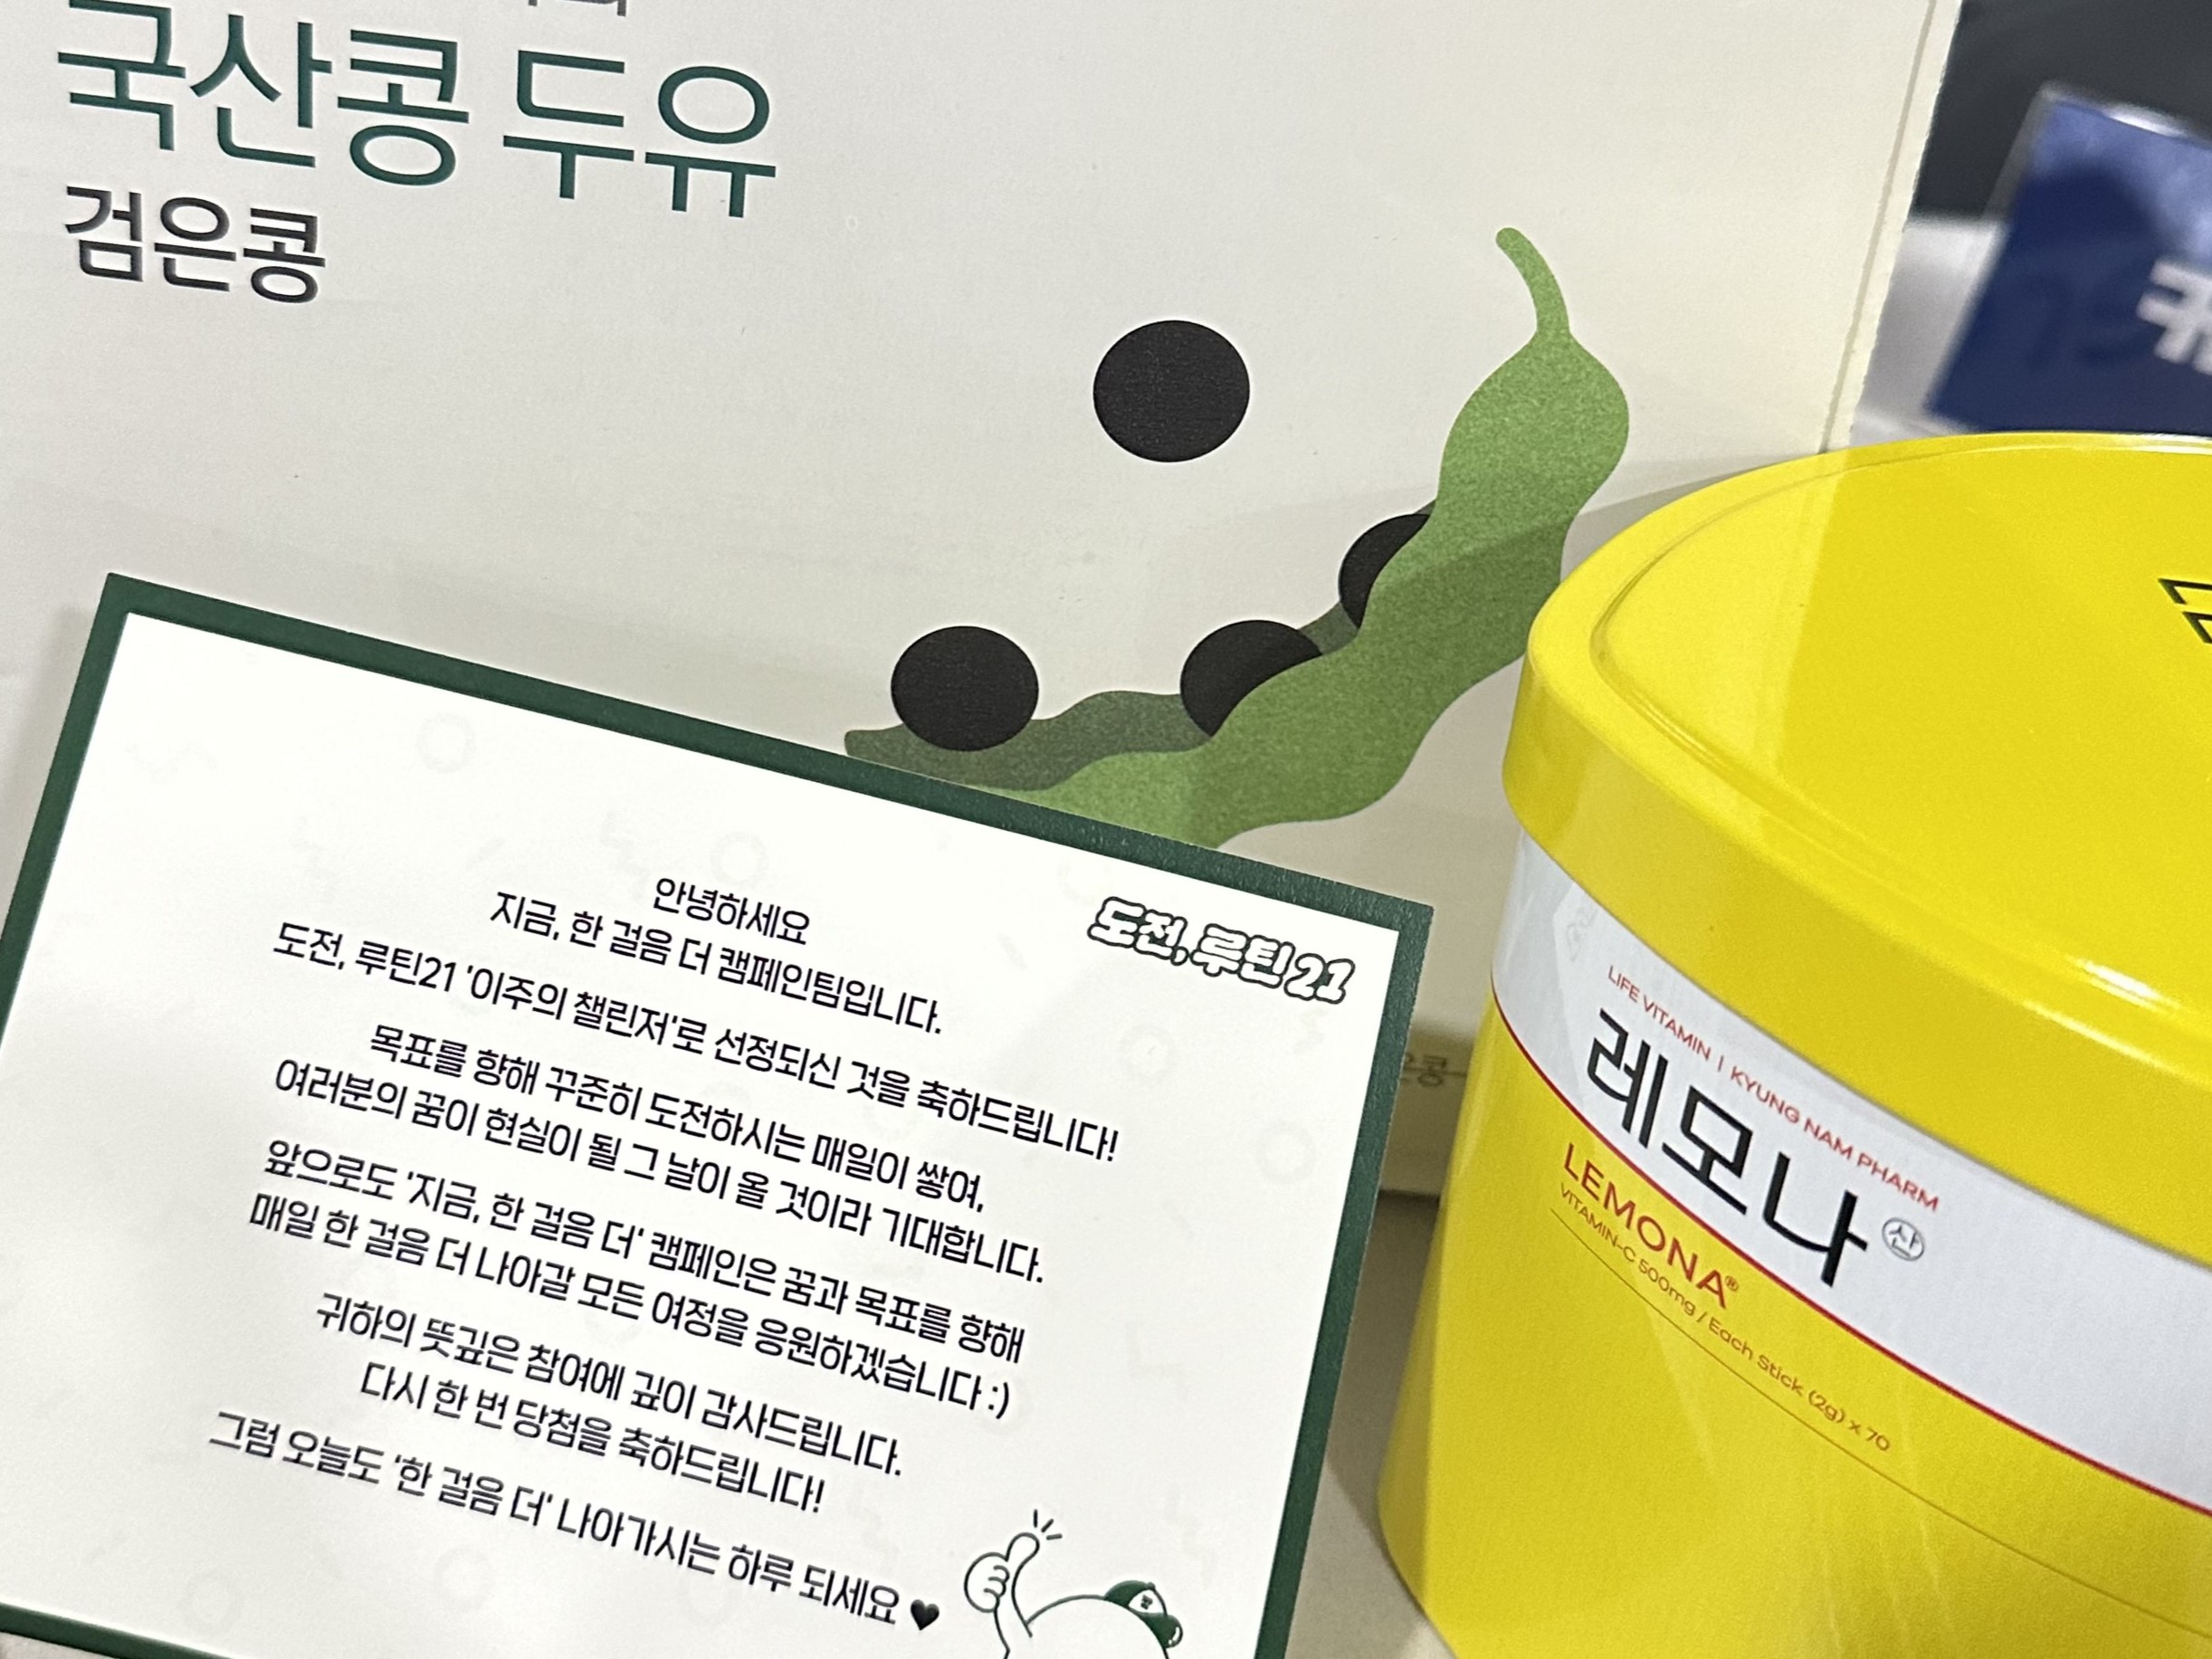 국산콩 두유
검은콩
도전, 루틴 21
안녕하세요
지금, 한 걸음 더 캠페인팀입니다.
도전, 루틴21 '이주의 챌린저'로 선정되신 것을 축하드립니다!
목표를 향해 꾸준히 도전하시는 매일이 쌓여,
여러분의 꿈이 현실이 될 그 날이 올 것이라 기대합니다.
앞으로도 '지금, 한 걸음 더' 캠페인은 꿈과 목표를 향해
매일 한 걸음 더 나아갈 모든 여정을 응원하겠습니다 :)
귀하의 뜻깊은 참여에 깊이 감사드립니다.
다시 한 번 당첨을 축하드립니다!
그럼 오늘도 '한 걸음 더' 나아가시는 하루 되세요 ♥
LIFE VITAMIN | KYUNG NAM PHARM
레모나 산
LEMONA®
VITAMIN-C 500mg / Each Stick (2g) x 70